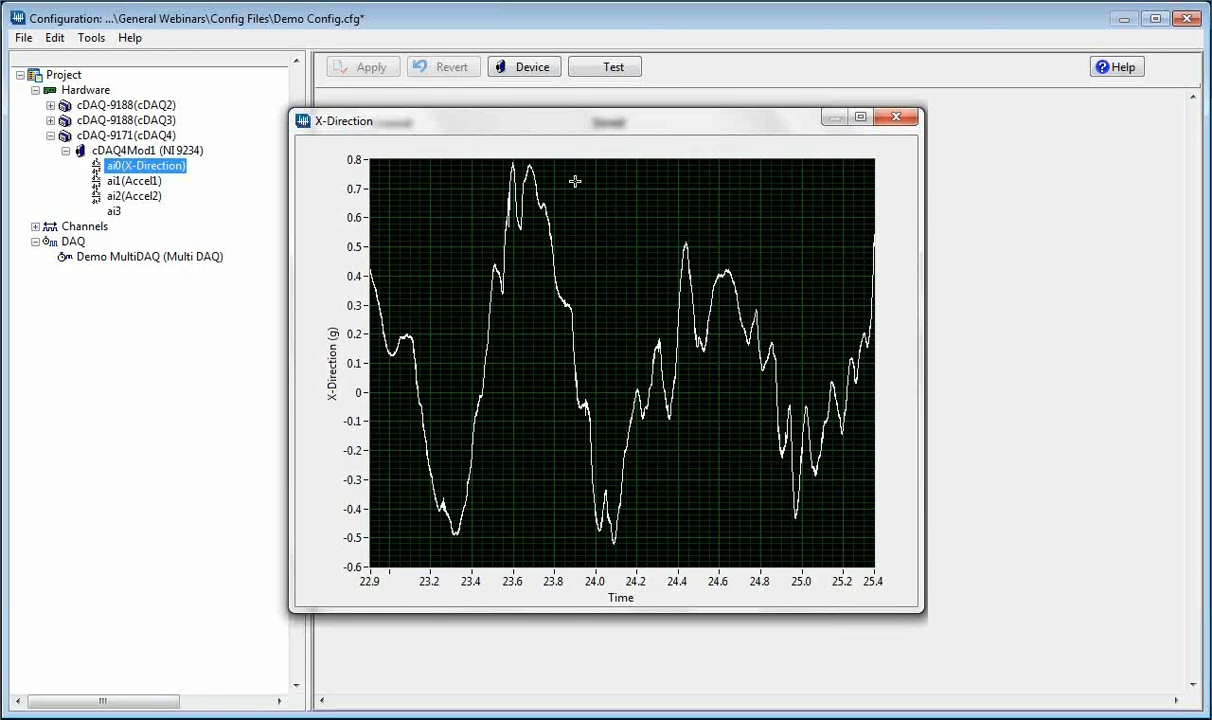 Configuration: ...\General Webinars\Config Files\Demo Config.cfg*
File Edit Tools Help
Apply Revert Device Test Help
Project
Hardware
cDAQ-9188(cDAQ2)
cDAQ-9188(cDAQ3)
cDAQ-9171(cDAQ4)
cDAQ4Mod1 (NI 9234)
ai0(X-Direction)
ai1(Accel1)
ai2(Accel2)
ai3
Channels
DAQ
Demo MultiDAQ (Multi DAQ)
X-Direction
X-Direction (g)
0.8
0.7
0.6
0.5
0.4
0.3
0.2
0.1
0
-0.1
-0.2
-0.3
-0.4
-0.5
-0.6
22.9 23.2 23.4 23.6 23.8 24.0 24.2 24.4 24.6 24.8 25.0 25.2 25.4
Time